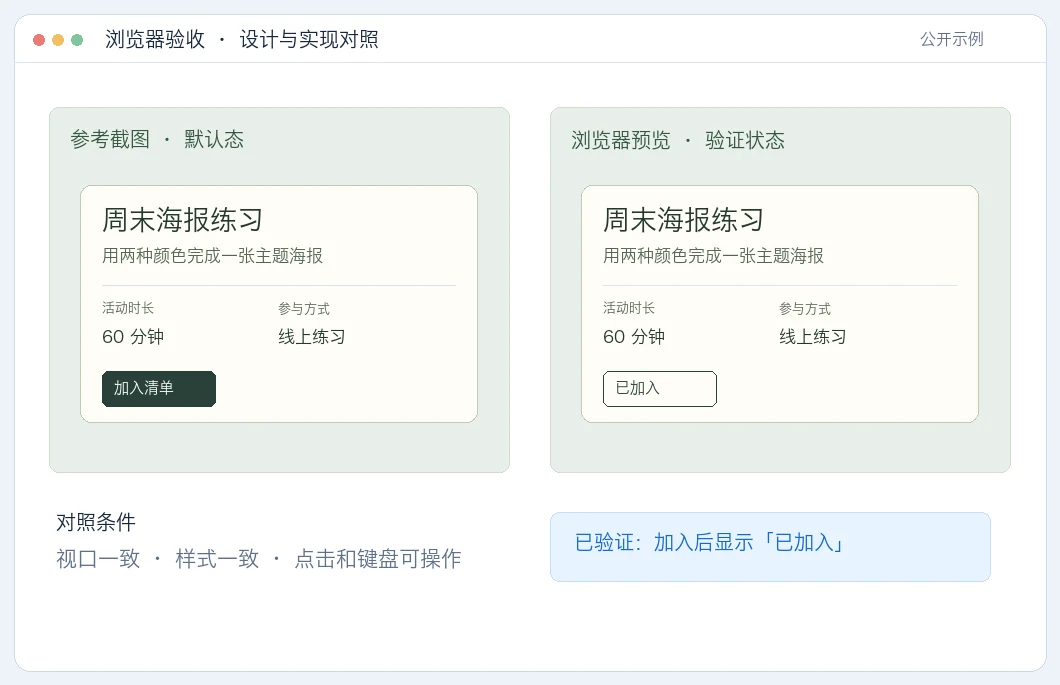 浏览器验收 · 设计与实现对照
公开示例
参考截图 · 默认态
周末海报练习
用两种颜色完成一张主题海报
活动时长
参与方式
60 分钟
线上练习
加入清单
浏览器预览 · 验证状态
周末海报练习
用两种颜色完成一张主题海报
活动时长
参与方式
60 分钟
线上练习
已加入
对照条件
视口一致 · 样式一致 · 点击和键盘可操作
已验证：加入后显示「已加入」